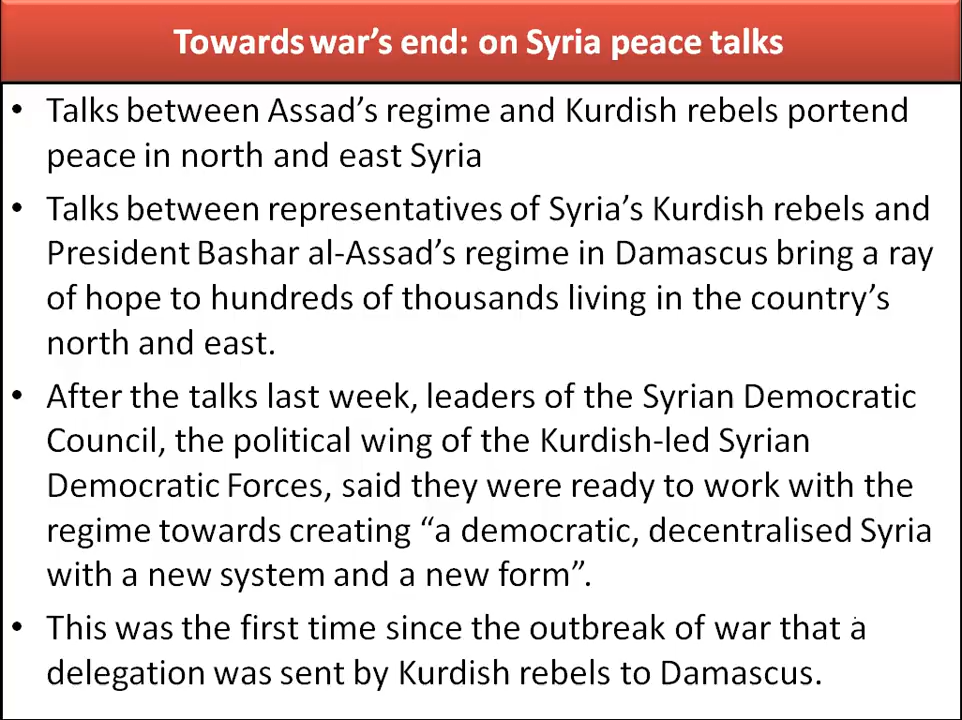 Towards war’s end: on Syria peace talks
• Talks between Assad’s regime and Kurdish rebels portend
peace in north and east Syria
• Talks between representatives of Syria’s Kurdish rebels and
President Bashar al-Assad’s regime in Damascus bring a ray
of hope to hundreds of thousands living in the country’s
north and east.
• After the talks last week, leaders of the Syrian Democratic
Council, the political wing of the Kurdish-led Syrian
Democratic Forces, said they were ready to work with the
regime towards creating “a democratic, decentralised Syria
with a new system and a new form”.
• This was the first time since the outbreak of war that a
delegation was sent by Kurdish rebels to Damascus.